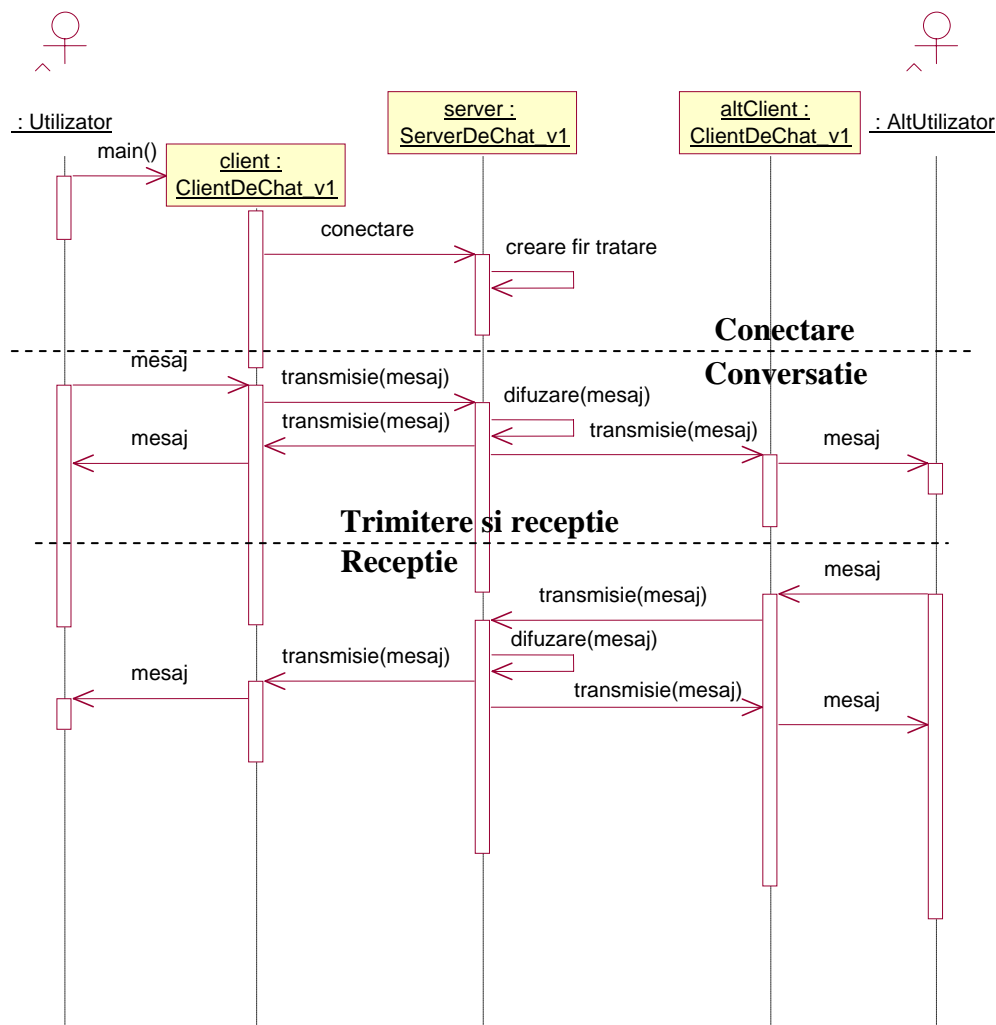 server :
ServerDeChat_v1
altClient :
ClientDeChat_v1
: Utilizator
: AltUtilizator
main()
client :
ClientDeChat_v1
conectare
creare fir tratare
Conectare
mesaj
Conversatie
transmisie(mesaj)
difuzare(mesaj)
transmisie(mesaj)
transmisie(mesaj)
mesaj
mesaj
Trimitere si receptie
Receptie
mesaj
transmisie(mesaj)
difuzare(mesaj)
transmisie(mesaj)
mesaj
transmisie(mesaj)
mesaj